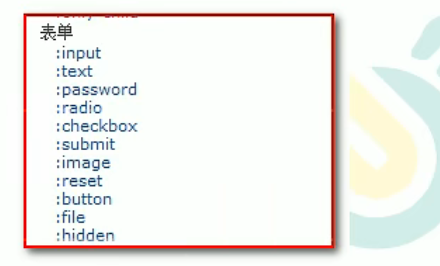 表单
:input
:text
:password
:radio
:checkbox
:submit
:image
:reset
:button
:file
:hidden